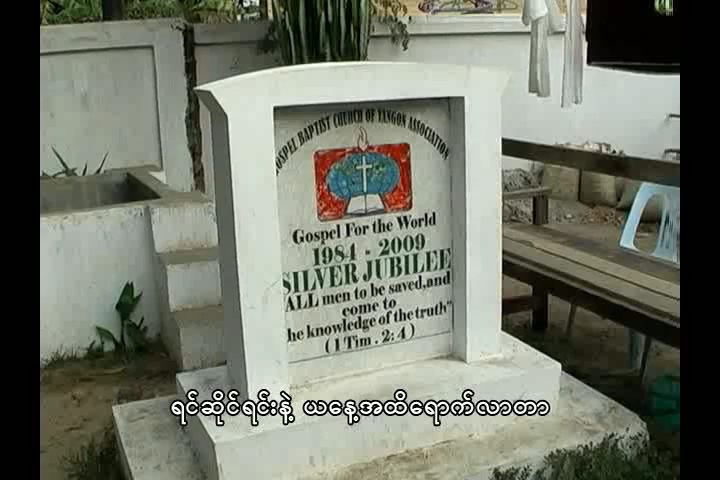 GOSPEL BAPTIST CHURCH OF YANGON ASSOCIATION
Gospel For the World
1984 - 2009
SILVER JUBILEE
"ALL men to be saved,and
come to
the knowledge of the truth"
(1 Tim . 2: 4)
ရင်ဆိုင်ရင်းနဲ့ ယနေ့အထိရောက်လာတာ